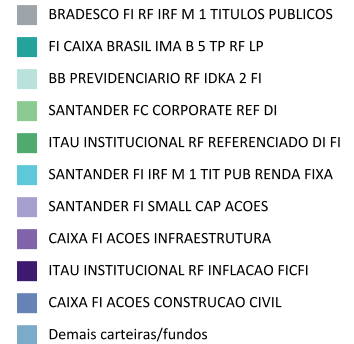 BRADESCO FI RF IRF M 1 TITULOS PUBLICOS
FI CAIXA BRASIL IMA B 5 TP RF LP
BB PREVIDENCIARIO RF IDKA 2 FI
SANTANDER FC CORPORATE REF DI
ITAU INSTITUCIONAL RF REFERENCIADO DI FI
SANTANDER FI IRF M 1 TIT PUB RENDA FIXA
SANTANDER FI SMALL CAP ACOES
CAIXA FI ACOES INFRAESTRUTURA
ITAU INSTITUCIONAL RF INFLACAO FICFI
CAIXA FI ACOES CONSTRUCAO CIVIL
Demais carteiras/fundos